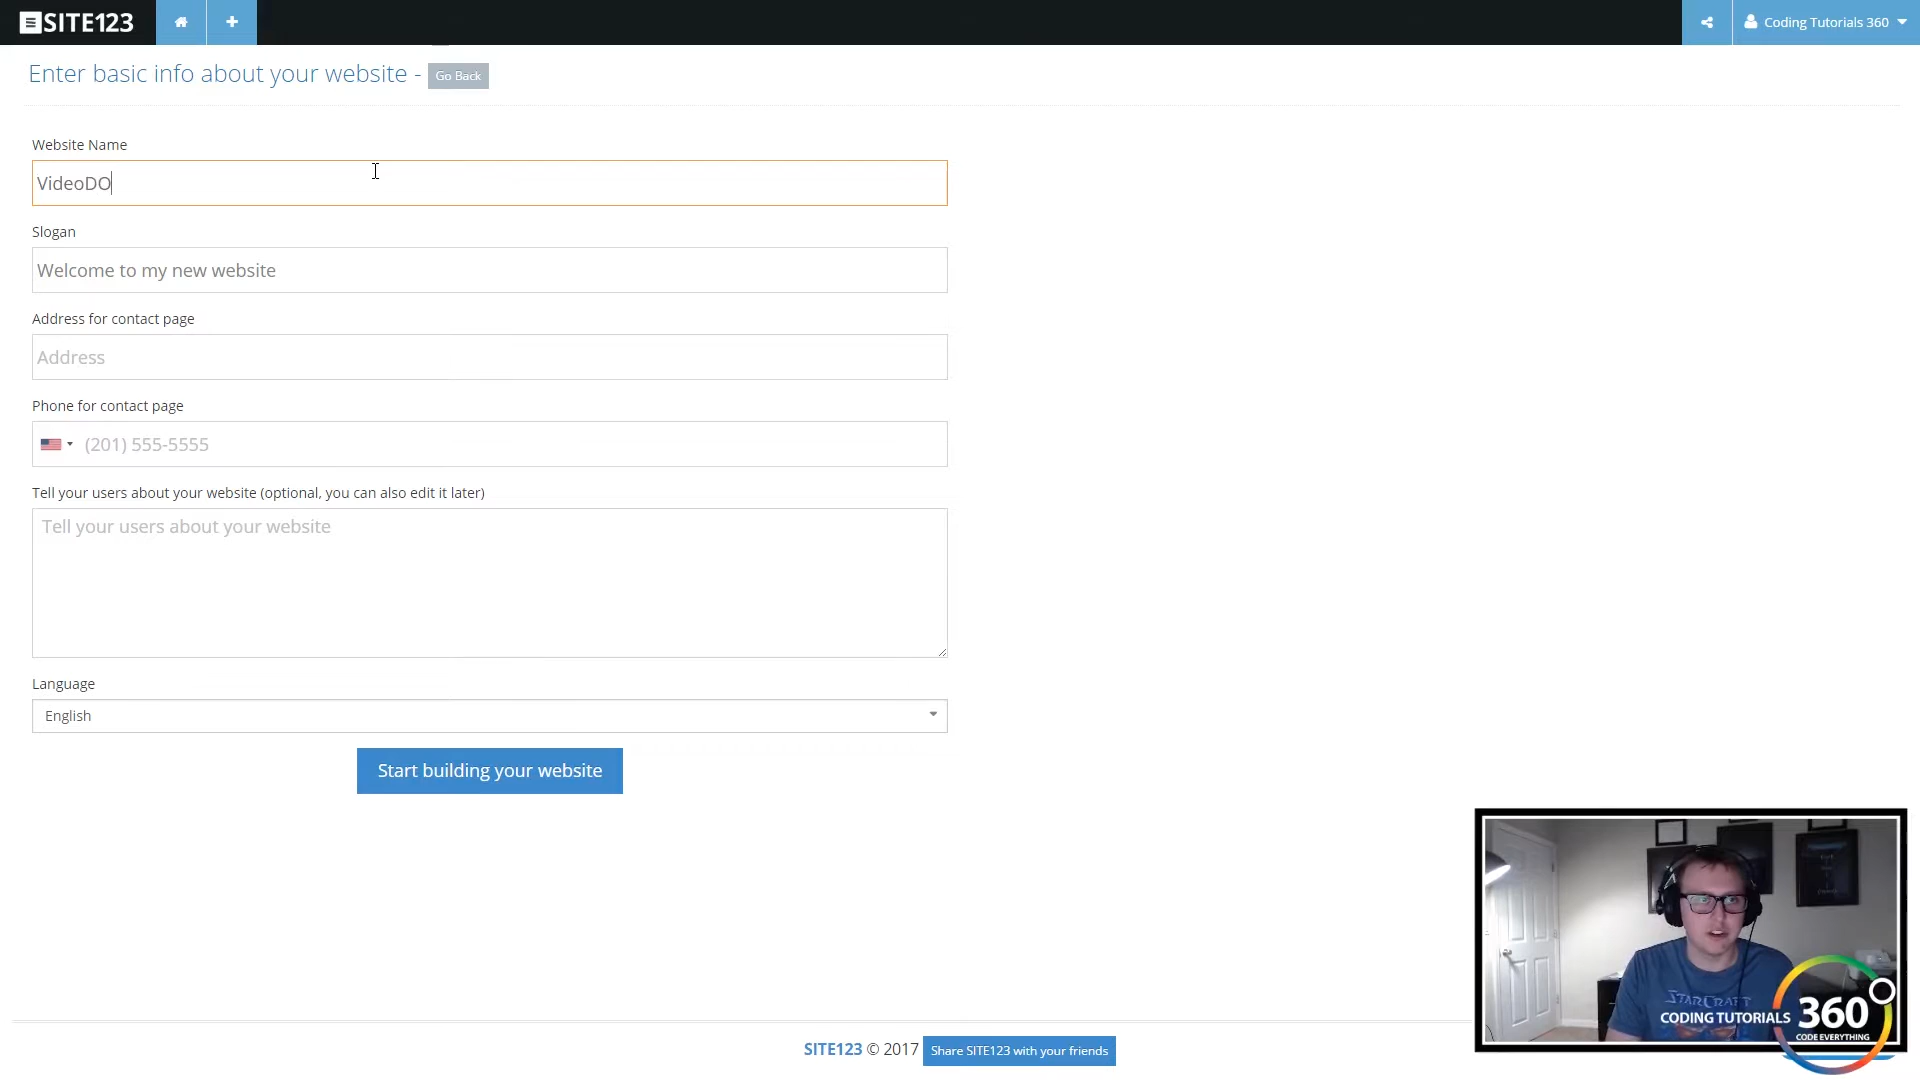 SITE123
Coding Tutorials 360
Enter basic info about your website -
Go Back
Website Name
VideoDO
Slogan
Welcome to my new website
Address for contact page
Address
Phone for contact page
(201) 555-5555
Tell your users about your website (optional, you can also edit it later)
Tell your users about your website
Language
English
Start building your website
STARCRAFT
CODING TUTORIALS 360
CODE EVERYTHING
SITE123 © 2017 Share SITE123 with your friends